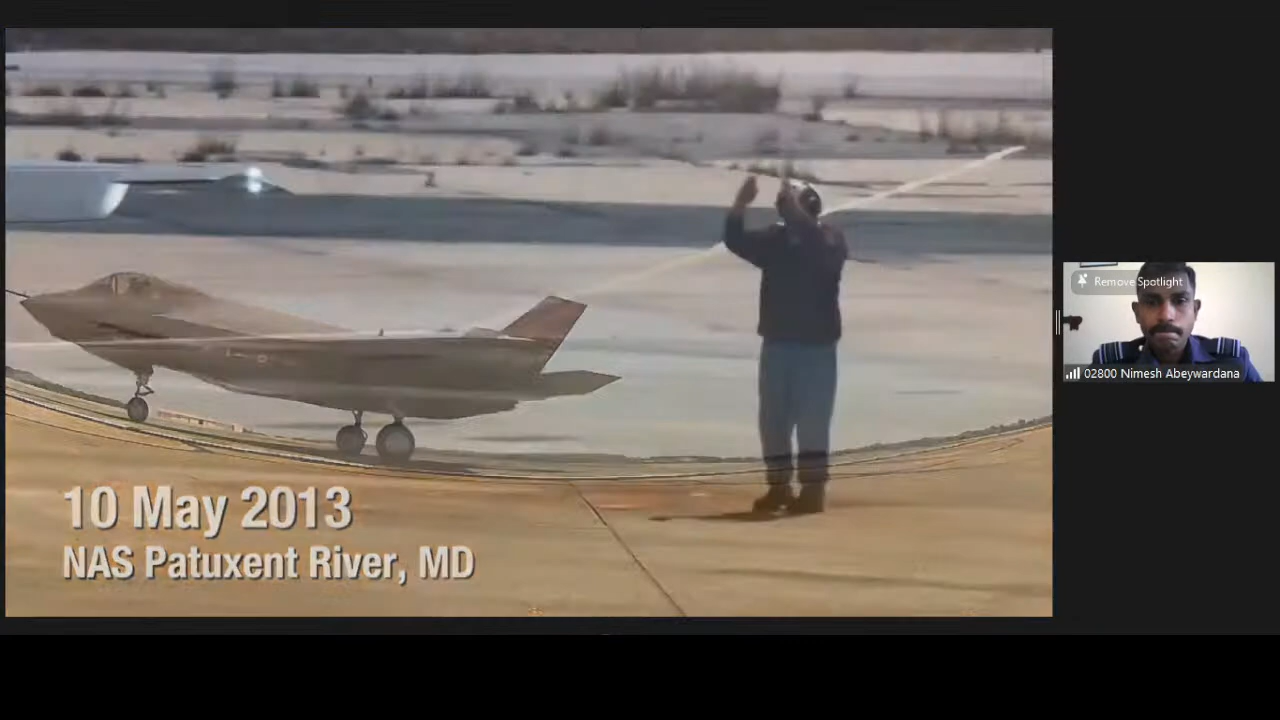 10 May 2013
NAS Patuxent River, MD
Remove Spotlight
02800 Nimesh Abeywardana